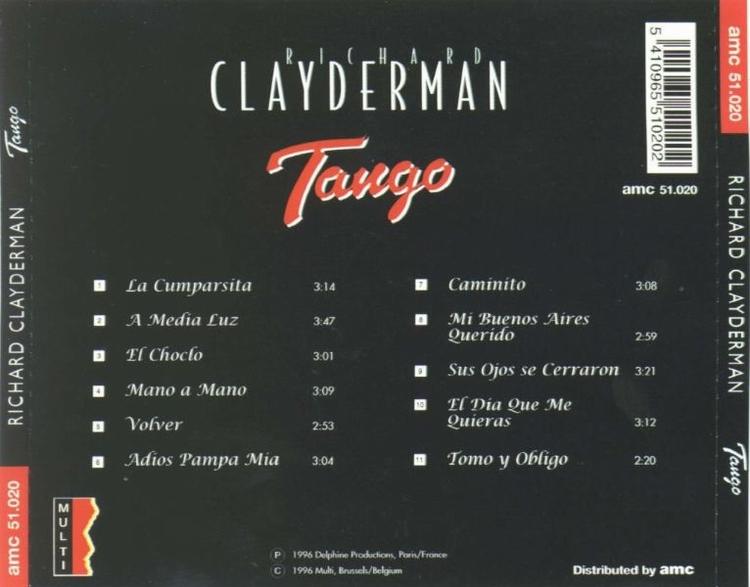 RICHARD
CLAYDERMAN
Tango
5 410965 510202
amc 51.020
1 La Cumparsita 3:14
2 A Media Luz 3:47
3 El Choclo 3:01
4 Mano a Mano 3:09
5 Volver 2:53
6 Adios Pampa Mia 3:04
7 Caminito 3:08
8 Mi Buenos Aires
Querido 2:59
9 Sus Ojos se Cerraron 3:21
10 El Dia Que Me
Quieras 3:12
11 Tomo y Obligo 2:20
MULTI
P 1996 Delphine Productions, Paris/France
C 1996 Multi, Brussels/Belgium
Distributed by amc
amc 51.020 RICHARD CLAYDERMAN Tango
amc 51.020 RICHARD CLAYDERMAN Tango